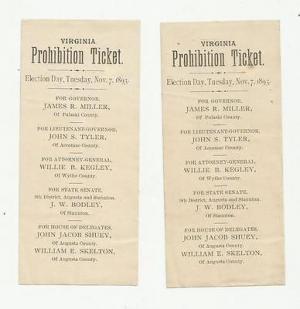 VIRGINIA
Prohibition Ticket.
Election Day, Tuesday, Nov. 7, 1893.
FOR GOVERNOR,
JAMES R. MILLER,
Of Pulaski County.
FOR LIEUTENANT-GOVERNOR,
JOHN S. TYLER,
Of Accomac County.
FOR ATTORNEY-GENERAL,
WILLIE B. KEGLEY,
Of Wythe County.
FOR STATE SENATE,
9th District, Augusta and Staunton.
J. W. BODLEY,
Of Staunton.
FOR HOUSE OF DELEGATES,
JOHN JACOB SHUEY,
Of Augusta County.
WILLIAM E. SKELTON,
Of Augusta County.
VIRGINIA
Prohibition Ticket.
Election Day, Tuesday, Nov. 7, 1893.
FOR GOVERNOR,
JAMES R. MILLER,
Of Pulaski County.
FOR LIEUTENANT-GOVERNOR,
JOHN S. TYLER,
Of Accomac County.
FOR ATTORNEY-GENERAL,
WILLIE B. KEGLEY,
Of Wythe County.
FOR STATE SENATE,
9th District, Augusta and Staunton.
J. W. BODLEY,
Of Staunton.
FOR HOUSE OF DELEGATES,
JOHN JACOB SHUEY,
Of Augusta County.
WILLIAM E. SKELTON,
Of Augusta County.